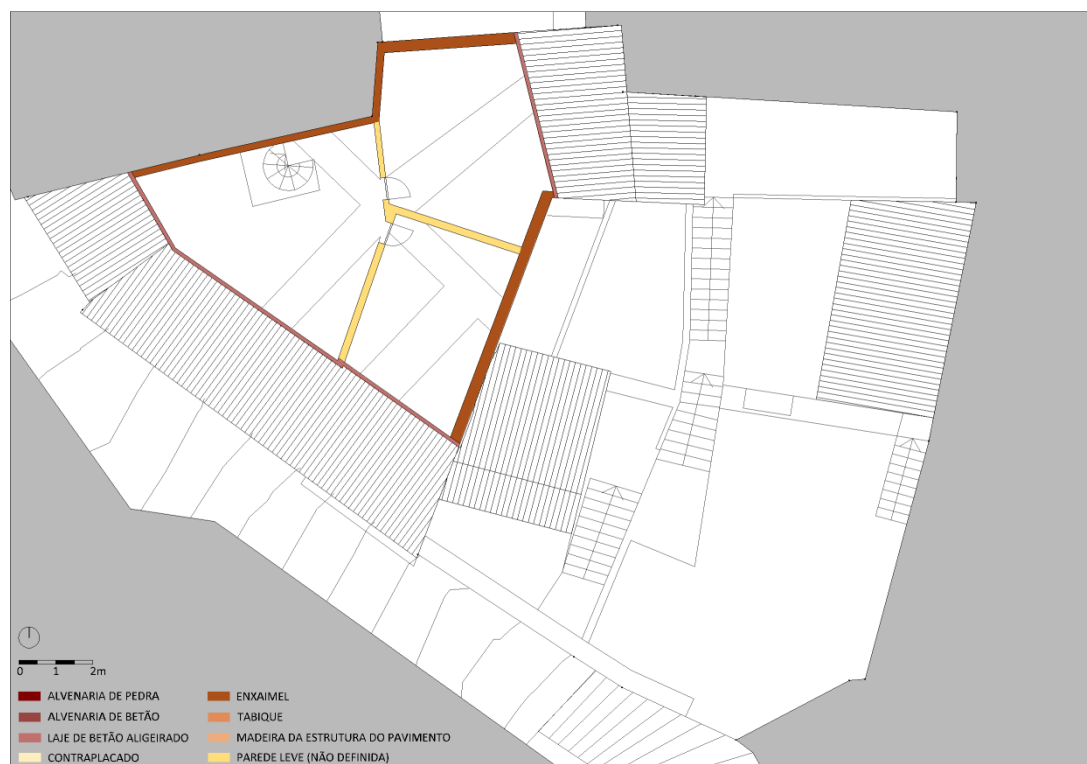 0 1 2m
ALVENARIA DE PEDRA
ALVENARIA DE BETÃO
LAJE DE BETÃO ALIGEIRADO
CONTRAPLACADO
ENXAIMEL
TABIQUE
MADEIRA DA ESTRUTURA DO PAVIMENTO
PAREDE LEVE (NÃO DEFINIDA)